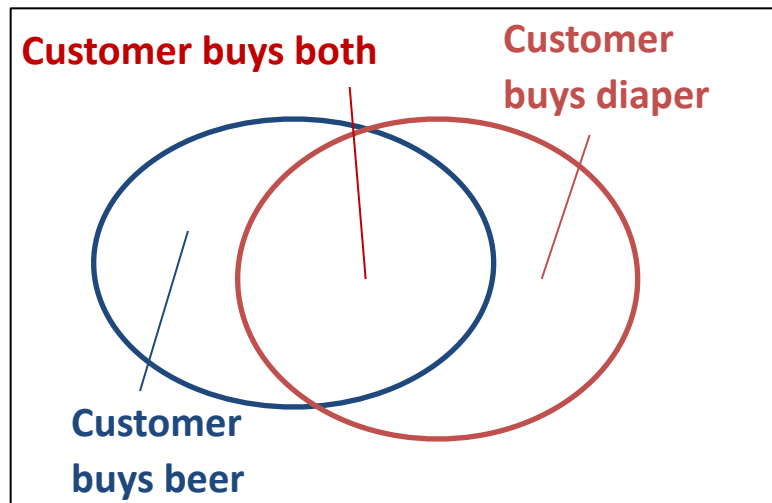 Customer buys both
Customer
buys diaper
Customer
buys beer